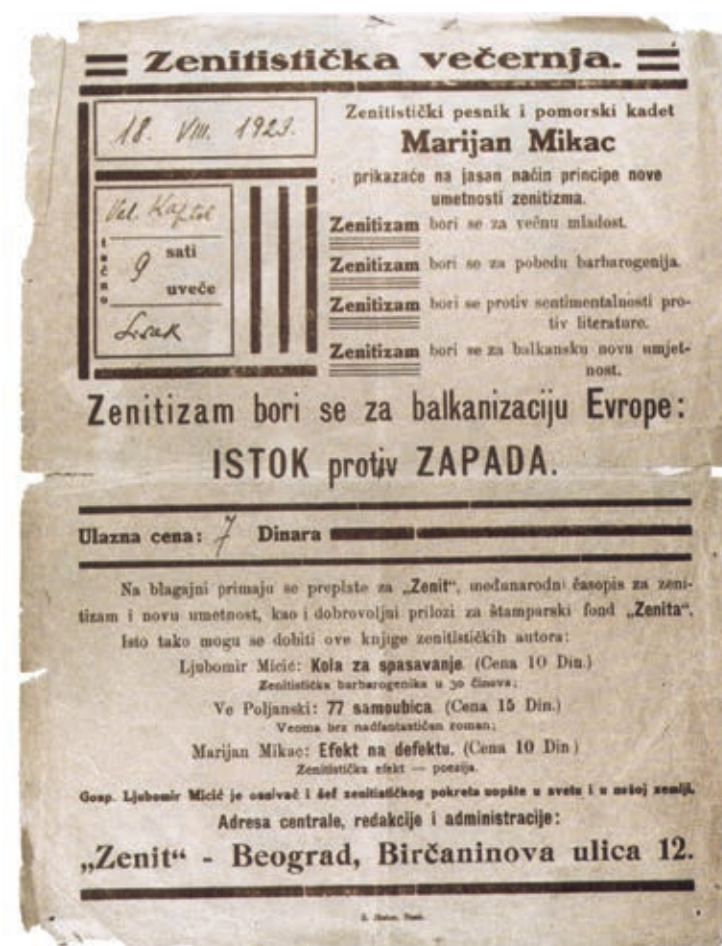 Zenitistička večernja.
18. VIII. 1923.
Vel. Kaptol
tačno
9 sati
uveče
Sisak
Zenitistički pesnik i pomorski kadet
Marijan Mikac
prikazaće na jasan način principe nove
umetnosti zenitizma.
Zenitizam bori se za večnu mladost.
Zenitizam bori se za pobedu barbarogenija.
Zenitizam bori se protiv sentimentalnosti pro-
tiv literature.
Zenitizam bori se za balkansku novu umjet-
nost.
Zenitizam bori se za balkanizaciju Evrope:
ISTOK protiv ZAPADA.
Ulazna cena: 7 Dinara
Na blagajni primaju se preplate za „Zenit“, međunarodni časopis za zeni-
tizam i novu umetnost, kao i dobrovoljni prilozi za štamparski fond „Zenita“.
Isto tako mogu se dobiti ove knjige zenitističkih autora:
Ljubomir Micić: Kola za spasavanje. (Cena 10 Din.)
Zenitistička barbarogenika u 30 činova;
Ve Poljanski: 77 samoubica. (Cena 15 Din.)
Veoma brz nadfantastičan roman;
Marijan Mikac: Efekt na defektu. (Cena 10 Din)
Zenitistička efekt — poezija.
Gosp. Ljubomir Micić je osnivač i šef zenitističkog pokreta uopšte u svetu i u našoj zemlji.
Adresa centrale, redakcije i administracije:
„Zenit“ - Beograd, Birčaninova ulica 12.